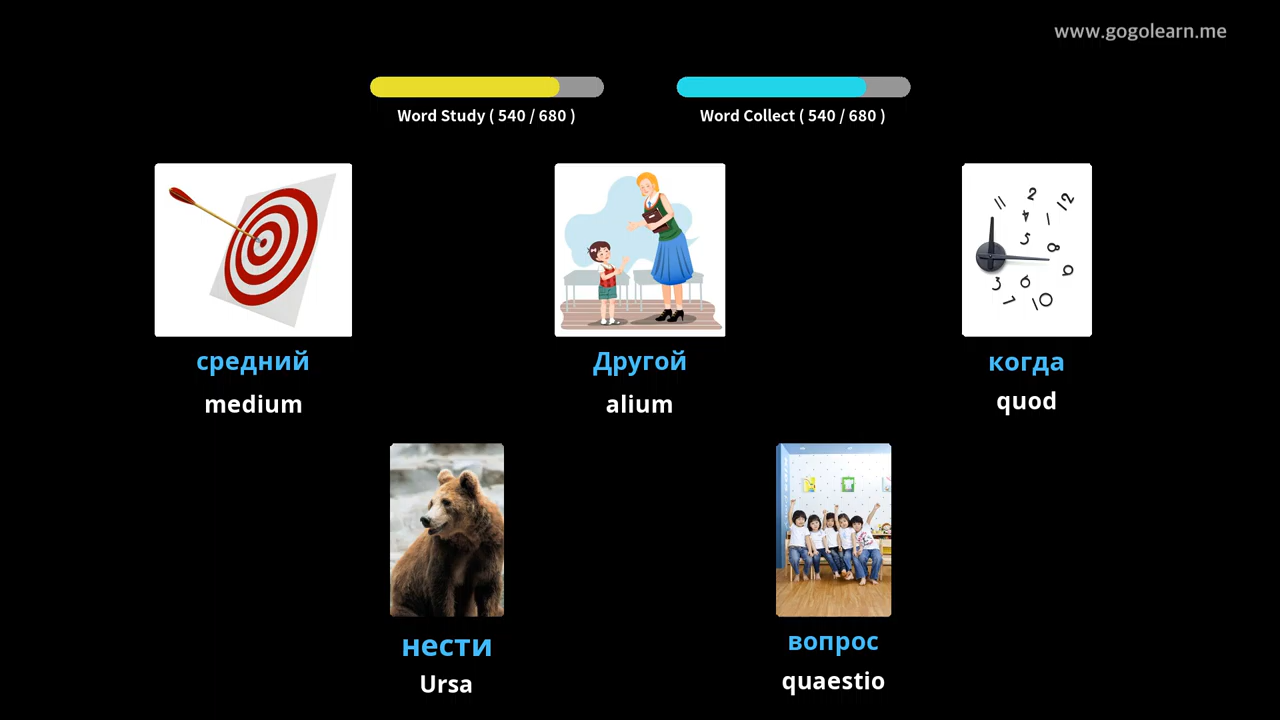 www.gogolearn.me
Word Study ( 540 / 680 )
Word Collect ( 540 / 680 )
средний
medium
Другой
alium
когда
quod
нести
Ursa
вопрос
quaestio